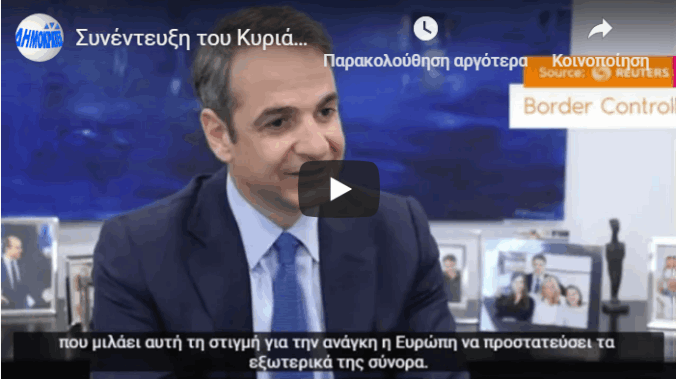 ΔΗΜΟΚΡΑΤΙΑ
Συνέντευξη του Κυριά...
Παρακολούθηση αργότερα
Κοινοποίηση
Source: REUTERS
Border Control
που μιλάει αυτή τη στιγμή για την ανάγκη η Ευρώπη να προστατεύσει τα
εξωτερικά της σύνορα.